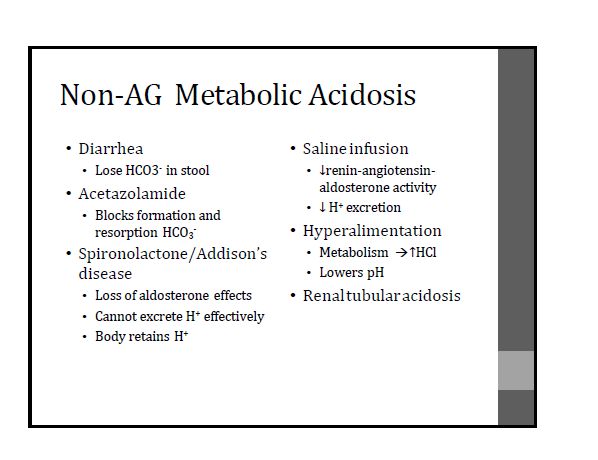 Non-AG Metabolic Acidosis
• Diarrhea
• Lose HCO3- in stool
• Acetazolamide
• Blocks formation and
resorption HCO₃⁻
• Spironolactone/Addison's
disease
• Loss of aldosterone effects
• Cannot excrete H⁺ effectively
• Body retains H⁺
• Saline infusion
• ↓renin-angiotensin-
aldosterone activity
• ↓ H⁺ excretion
• Hyperalimentation
• Metabolism →↑HCl
• Lowers pH
• Renal tubular acidosis